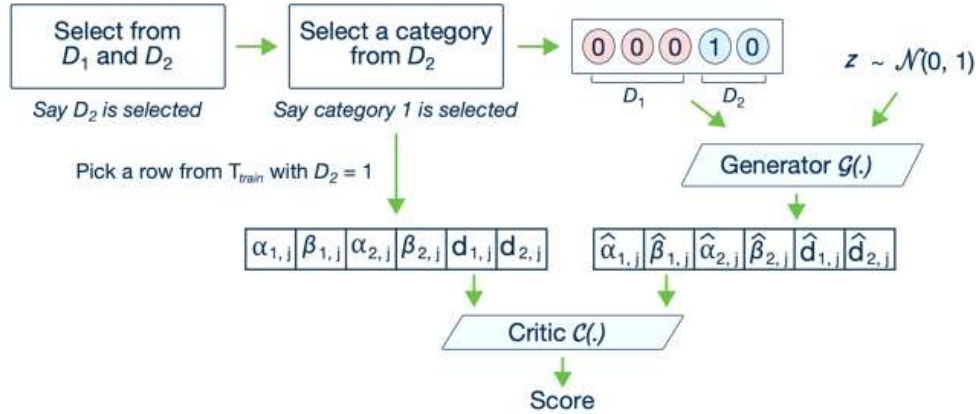 Select from
D₁ and D₂
Select a category
from D₂
0 0 0 1 0
D₁ D₂
z ~ 𝒩(0, 1)
Say D₂ is selected
Say category 1 is selected
Pick a row from T_train with D₂ = 1
Generator 𝒢(.)
α₁,ⱼ β₁,ⱼ α₂,ⱼ β₂,ⱼ d₁,ⱼ d₂,ⱼ
α̂₁,ⱼ β̂₁,ⱼ α̂₂,ⱼ β̂₂,ⱼ d̂₁,ⱼ d̂₂,ⱼ
Critic 𝒞(.)
Score